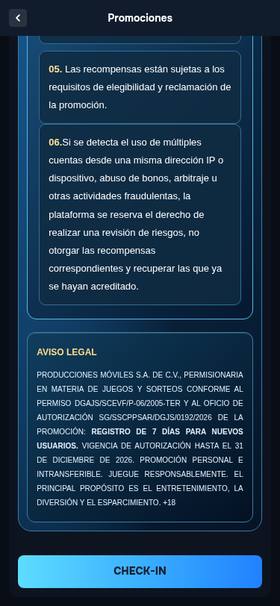 Promociones
05. Las recompensas están sujetas a los
requisitos de elegibilidad y reclamación de
la promoción.
06.Si se detecta el uso de múltiples
cuentas desde una misma dirección IP o
dispositivo, abuso de bonos, arbitraje u
otras actividades fraudulentas, la
plataforma se reserva el derecho de
realizar una revisión de riesgos, no
otorgar las recompensas
correspondientes y recuperar las que ya
se hayan acreditado.
AVISO LEGAL
PRODUCCIONES MÓVILES S.A. DE C.V., PERMISIONARIA
EN MATERIA DE JUEGOS Y SORTEOS CONFORME AL
PERMISO DGAJS/SCEVF/P-06/2005-TER Y AL OFICIO DE
AUTORIZACIÓN SG/SSCPPSAR/DGJS/0192/2026 DE LA
PROMOCIÓN: REGISTRO DE 7 DÍAS PARA NUEVOS
USUARIOS. VIGENCIA DE AUTORIZACIÓN HASTA EL 31
DE DICIEMBRE DE 2026. PROMOCIÓN PERSONAL E
INTRANSFERIBLE. JUEGUE RESPONSABLEMENTE. EL
PRINCIPAL PROPÓSITO ES EL ENTRETENIMIENTO, LA
DIVERSIÓN Y EL ESPARCIMIENTO. +18
CHECK-IN